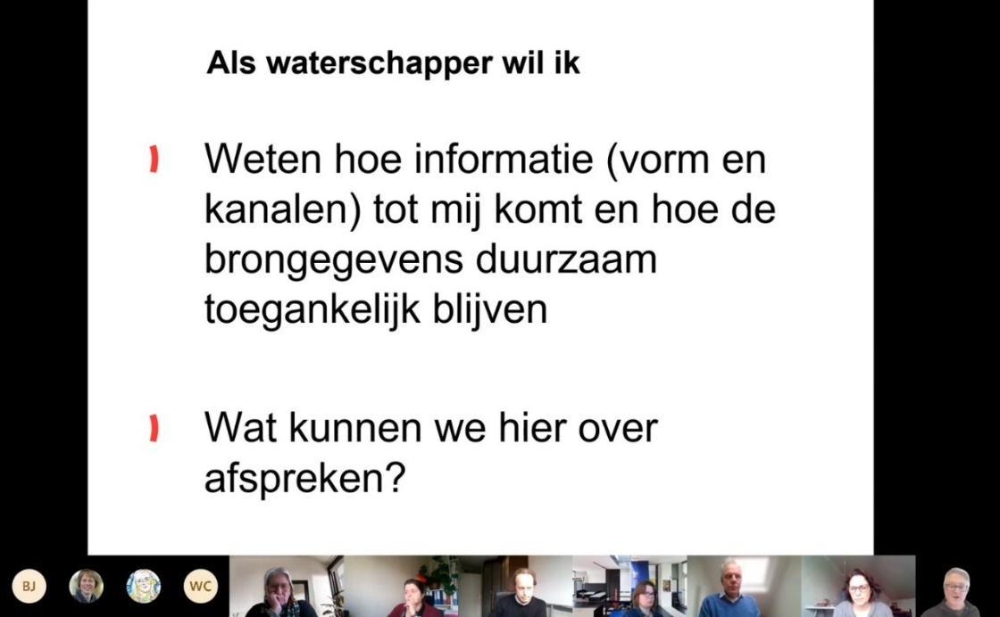 Als waterschapper wil ik
Weten hoe informatie (vorm en
kanalen) tot mij komt en hoe de
brongegevens duurzaam
toegankelijk blijven
Wat kunnen we hier over
afspreken?
BJ
WC